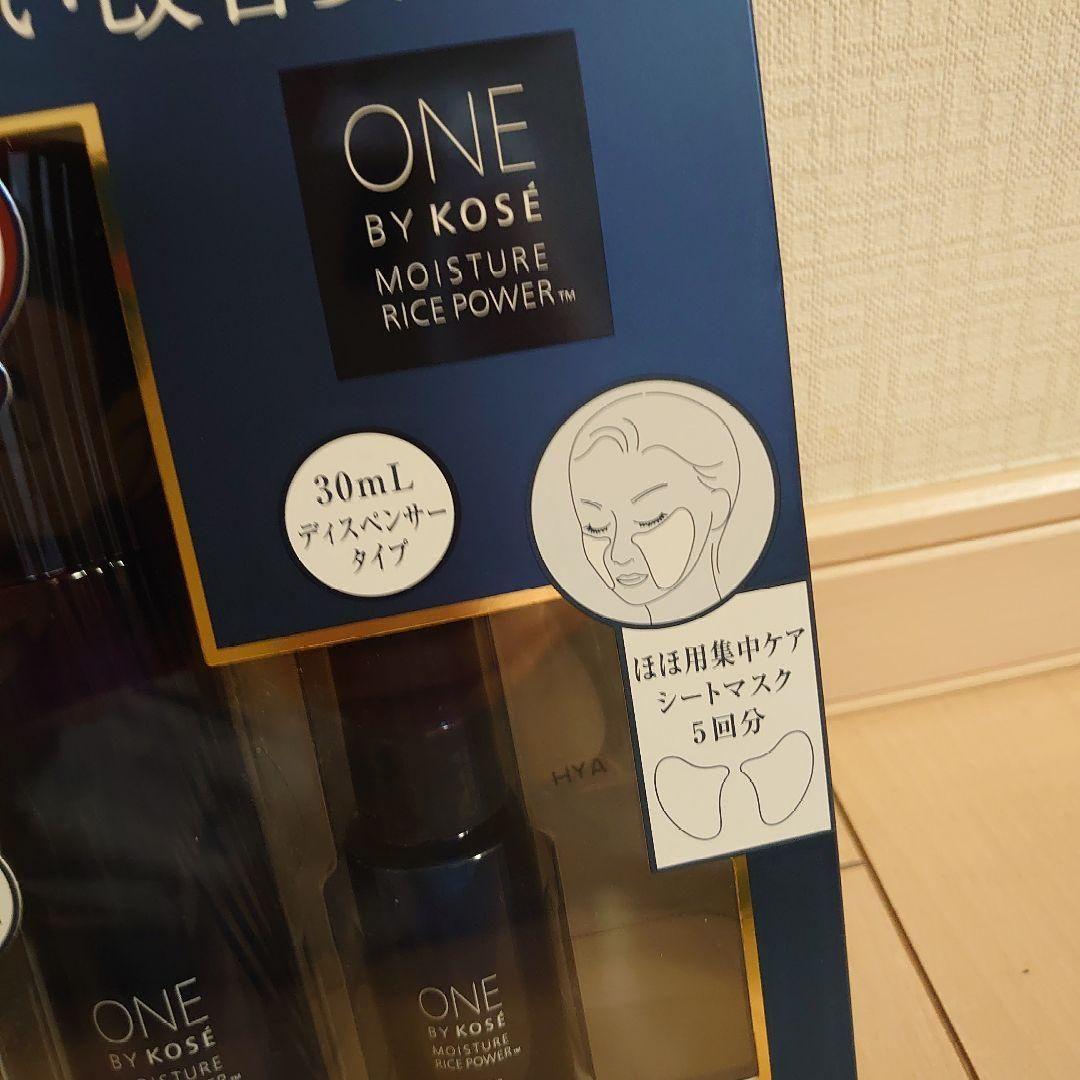 ONE
BY KOSÉ
MOISTURE
RICE POWER™
30mL
ディスペンサー
タイプ
ほほ用集中ケア
シートマスク
5回分
HYA
ONE
BY KOSÉ
MOISTURE
ONE
BY KOSÉ
MOISTURE
RICE POWER™